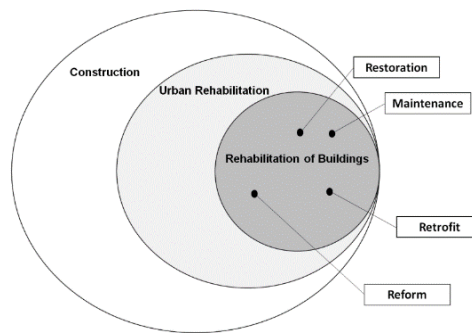 Restoration
Construction
Urban Rehabilitation
Maintenance
Rehabilitation of Buildings
Retrofit
Reform